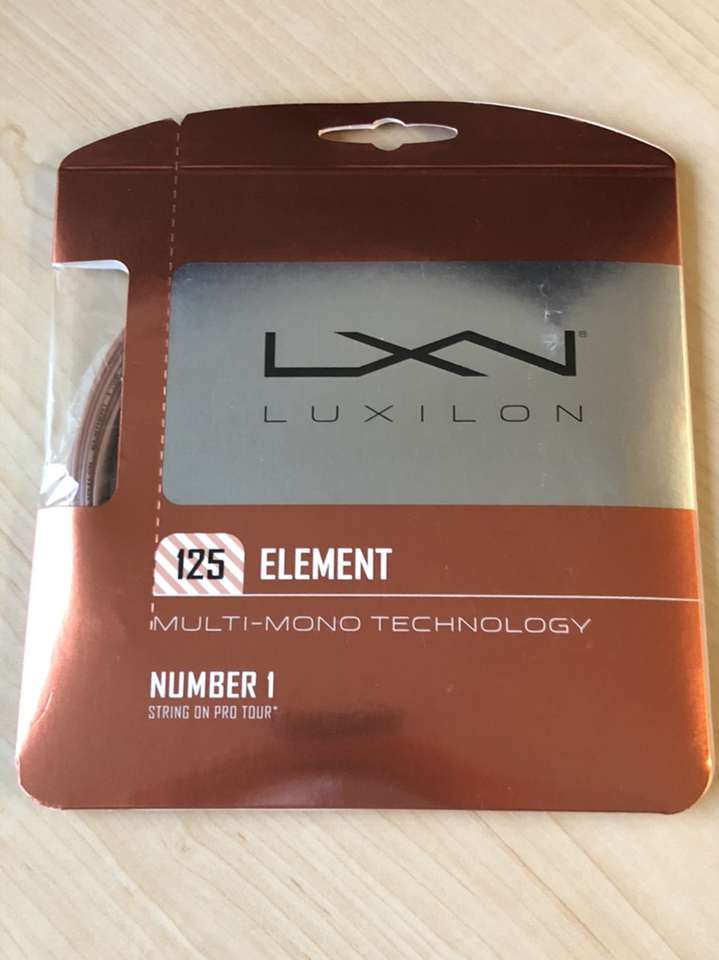 LXN®
LUXILON
125 ELEMENT
MULTI-MONO TECHNOLOGY
NUMBER 1
STRING ON PRO TOUR*